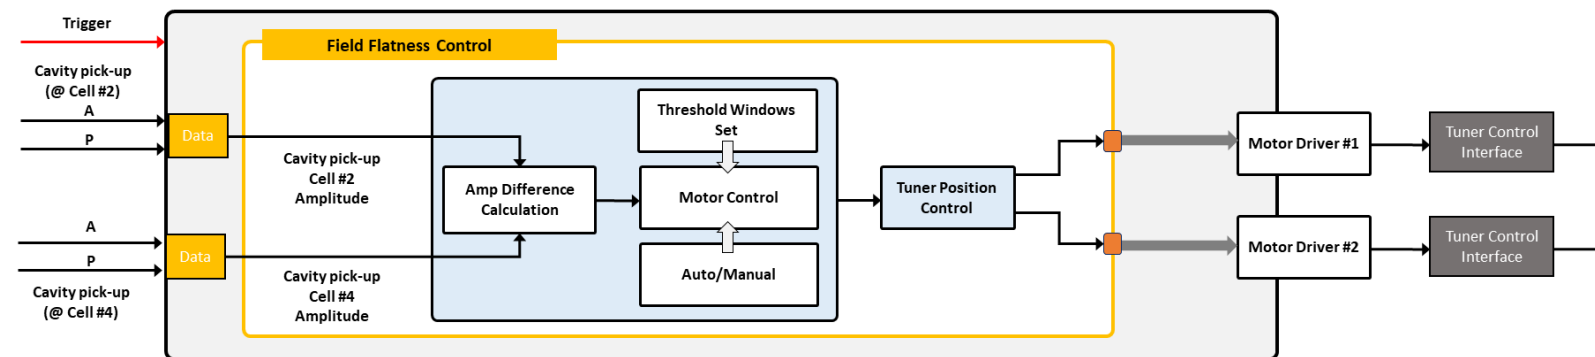 Trigger
Field Flatness Control
Cavity pick-up
(@ Cell #2)
A
P
Data
Cavity pick-up
Cell #2
Amplitude
Threshold Windows
Set
Amp Difference
Calculation
Motor Control
Auto/Manual
Tuner Position
Control
Motor Driver #1
Tuner Control
Interface
A
P
Data
Cavity pick-up
(@ Cell #4)
Cavity pick-up
Cell #4
Amplitude
Motor Driver #2
Tuner Control
Interface